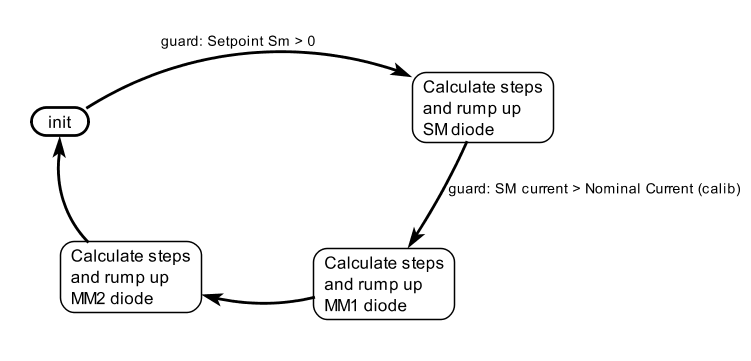 guard: Setpoint Sm > 0
Calculate steps
and rump up
SM diode
init
guard: SM current > Nominal Current (calib)
Calculate steps
and rump up
MM2 diode
Calculate steps
and rump up
MM1 diode